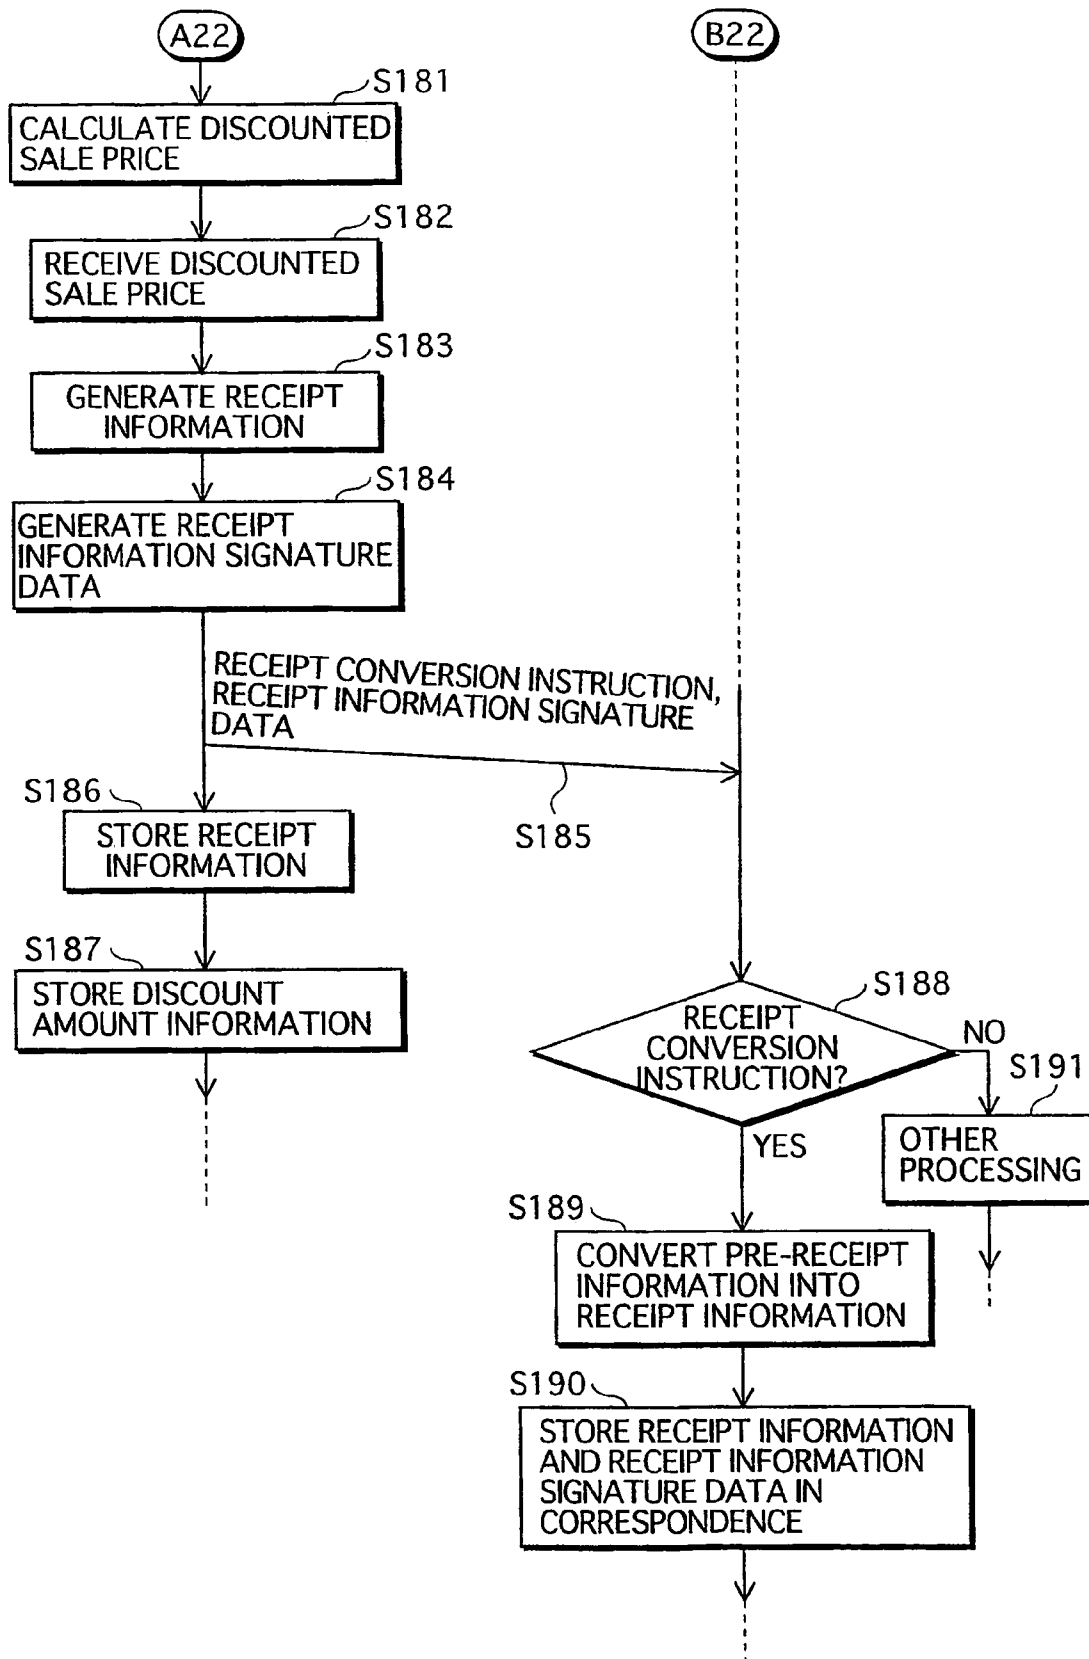 A22
B22
S181
CALCULATE DISCOUNTED
SALE PRICE
S182
RECEIVE DISCOUNTED
SALE PRICE
S183
GENERATE RECEIPT
INFORMATION
S184
GENERATE RECEIPT
INFORMATION SIGNATURE
DATA
RECEIPT CONVERSION INSTRUCTION,
RECEIPT INFORMATION SIGNATURE
DATA
S185
S186
STORE RECEIPT
INFORMATION
S187
STORE DISCOUNT
AMOUNT INFORMATION
S188
RECEIPT
CONVERSION
INSTRUCTION?
NO
YES
S191
OTHER
PROCESSING
S189
CONVERT PRE-RECEIPT
INFORMATION INTO
RECEIPT INFORMATION
S190
STORE RECEIPT INFORMATION
AND RECEIPT INFORMATION
SIGNATURE DATA IN
CORRESPONDENCE